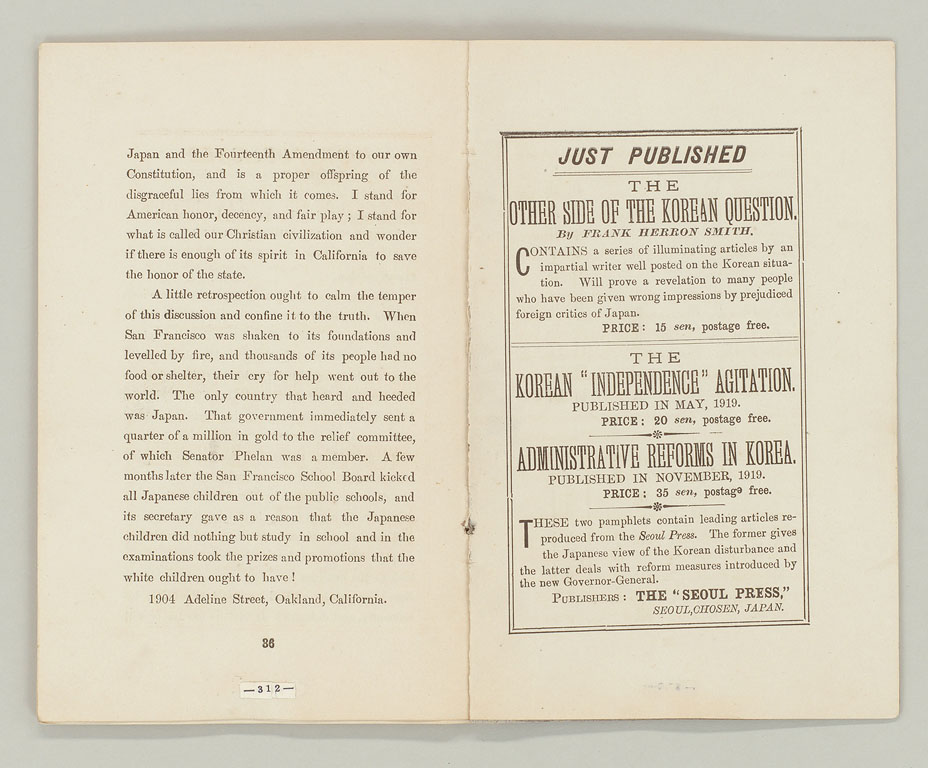 Japan and the Fourteenth Amendment to our own
Constitution, and is a proper offspring of the
disgraceful lies from which it comes. I stand for
American honor, decency, and fair play; I stand for
what is called our Christian civilization and wonder
if there is enough of its spirit in California to save
the honor of the state.
A little retrospection ought to calm the temper
of this discussion and confine it to the truth. When
San Francisco was shaken to its foundations and
levelled by fire, and thousands of its people had no
food or shelter, their cry for help went out to the
world. The only country that heard and heeded
was Japan. That government immediately sent a
quarter of a million in gold to the relief committee,
of which Senator Phelan was a member. A few
months later the San Francisco School Board kicked
all Japanese children out of the public schools, and
its secretary gave as a reason that the Japanese
children did nothing but study in school and in the
examinations took the prizes and promotions that the
white children ought to have!
1904 Adeline Street, Oakland, California.
36
—312—
JUST PUBLISHED
THE
OTHER SIDE OF THE KOREAN QUESTION.
By FRANK HERRON SMITH.
CONTAINS a series of illuminating articles by an
impartial writer well posted on the Korean situa-
tion. Will prove a revelation to many people
who have been given wrong impressions by prejudiced
foreign critics of Japan.
PRICE: 15 sen, postage free.
THE
KOREAN "INDEPENDENCE" AGITATION.
PUBLISHED IN MAY, 1919.
PRICE: 20 sen, postage free.
ADMINISTRATIVE REFORMS IN KOREA.
PUBLISHED IN NOVEMBER, 1919.
PRICE: 35 sen, postage free.
THESE two pamphlets contain leading articles re-
produced from the Seoul Press. The former gives
the Japanese view of the Korean disturbance and
the latter deals with reform measures introduced by
the new Governor-General.
PUBLISHERS: THE "SEOUL PRESS,"
SEOUL, CHOSEN, JAPAN.